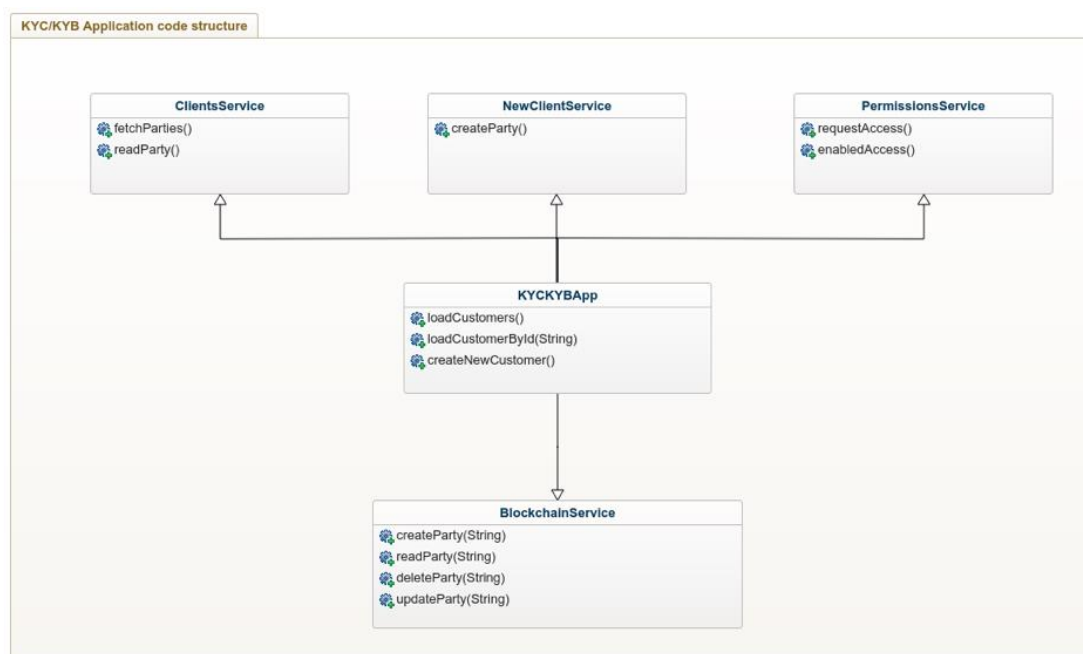 KYC/KYB Application code structure
ClientsService
fetchParties()
readParty()
NewClientService
createParty()
PermissionsService
requestAccess()
enabledAccess()
KYCKYBApp
loadCustomers()
loadCustomerById(String)
createNewCustomer()
BlockchainService
createParty(String)
readParty(String)
deleteParty(String)
updateParty(String)